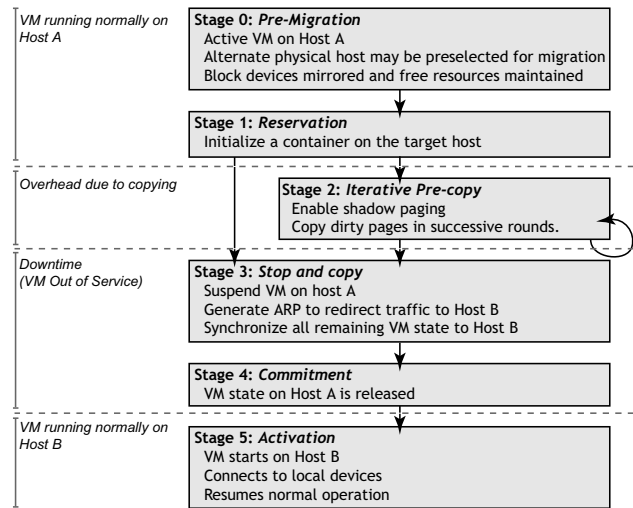 VM running normally on
Host A
Stage 0: Pre-Migration
Active VM on Host A
Alternate physical host may be preselected for migration
Block devices mirrored and free resources maintained
Stage 1: Reservation
Initialize a container on the target host
Overhead due to copying
Stage 2: Iterative Pre-copy
Enable shadow paging
Copy dirty pages in successive rounds.
Downtime
(VM Out of Service)
Stage 3: Stop and copy
Suspend VM on host A
Generate ARP to redirect traffic to Host B
Synchronize all remaining VM state to Host B
Stage 4: Commitment
VM state on Host A is released
VM running normally on
Host B
Stage 5: Activation
VM starts on Host B
Connects to local devices
Resumes normal operation